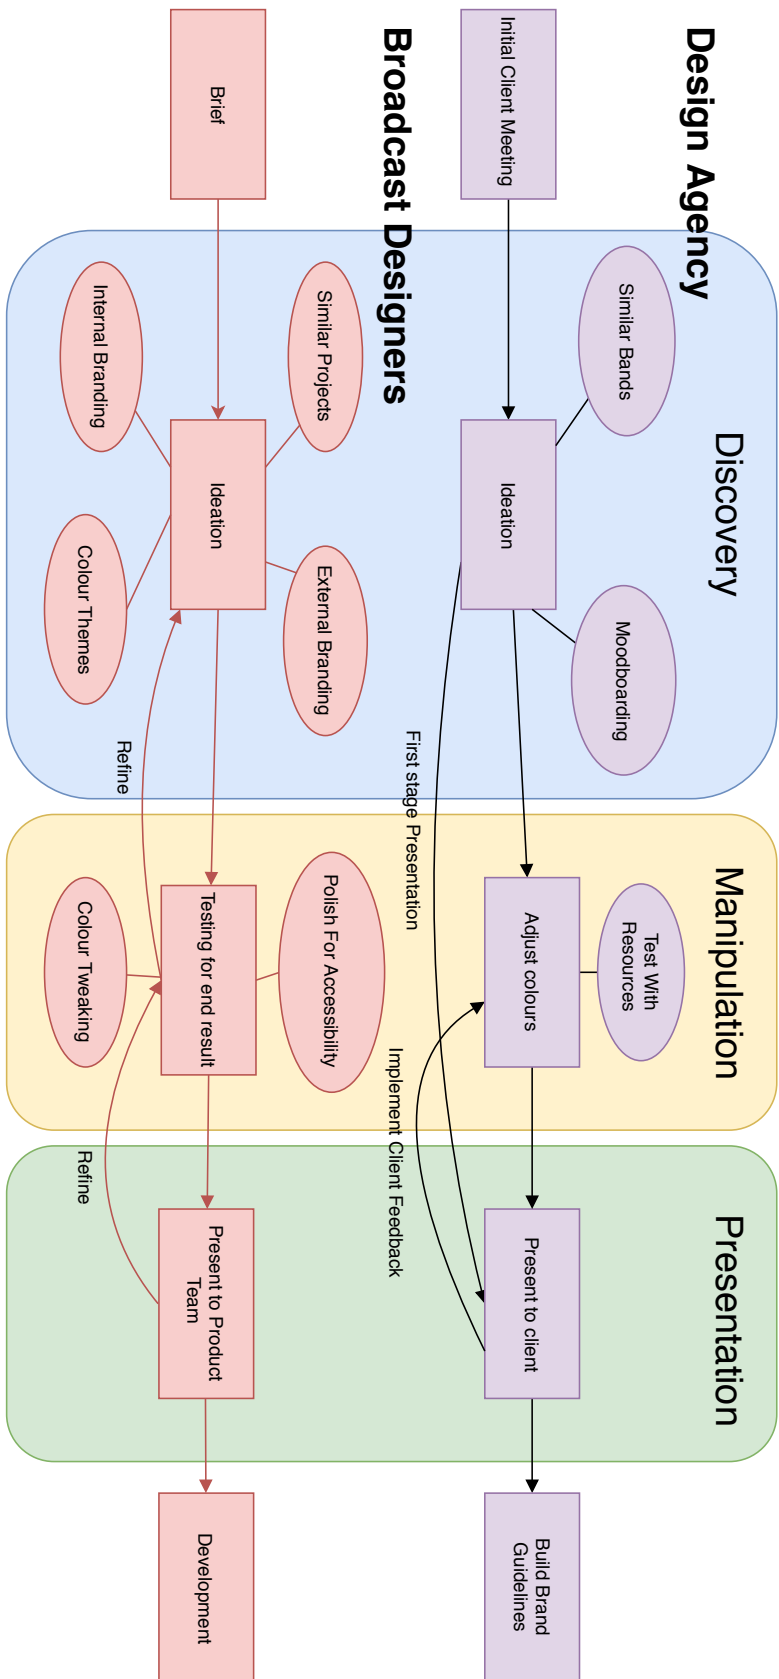 Design Agency
Discovery
Manipulation
Presentation
Similar Bands
Moodboarding
Test With
Resources
Initial Client Meeting
Ideation
Adjust colours
Present to client
Build Brand
Guidelines
First stage Presentation
Implement Client Feedback
Broadcast Designers
Similar Projects
External Branding
Polish For Accessibility
Brief
Ideation
Testing for end result
Present to Product
Team
Development
Internal Branding
Colour Themes
Refine
Colour Tweaking
Refine